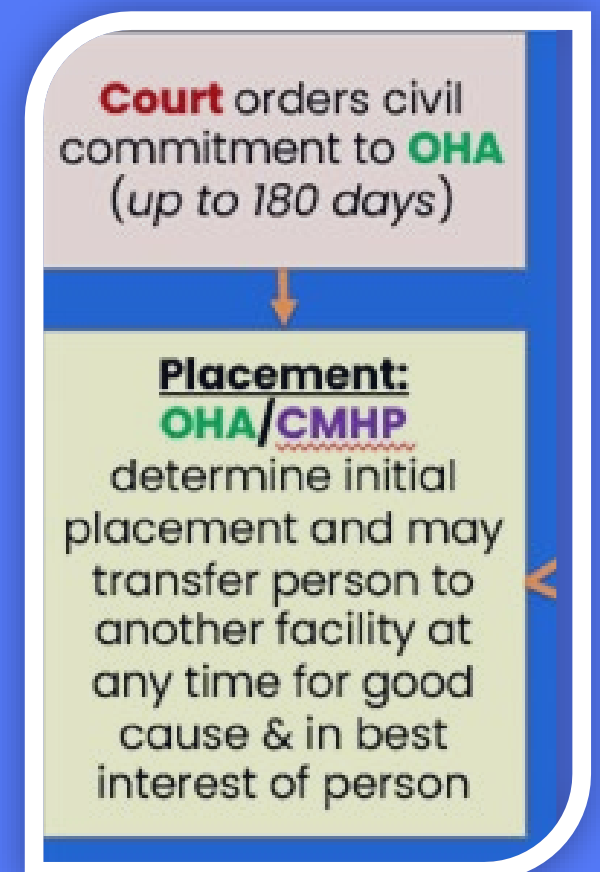 Court orders civil
commitment to OHA
(up to 180 days)
Placement:
OHA/CMHP
determine initial
placement and may
transfer person to
another facility at
any time for good
cause & in best
interest of person